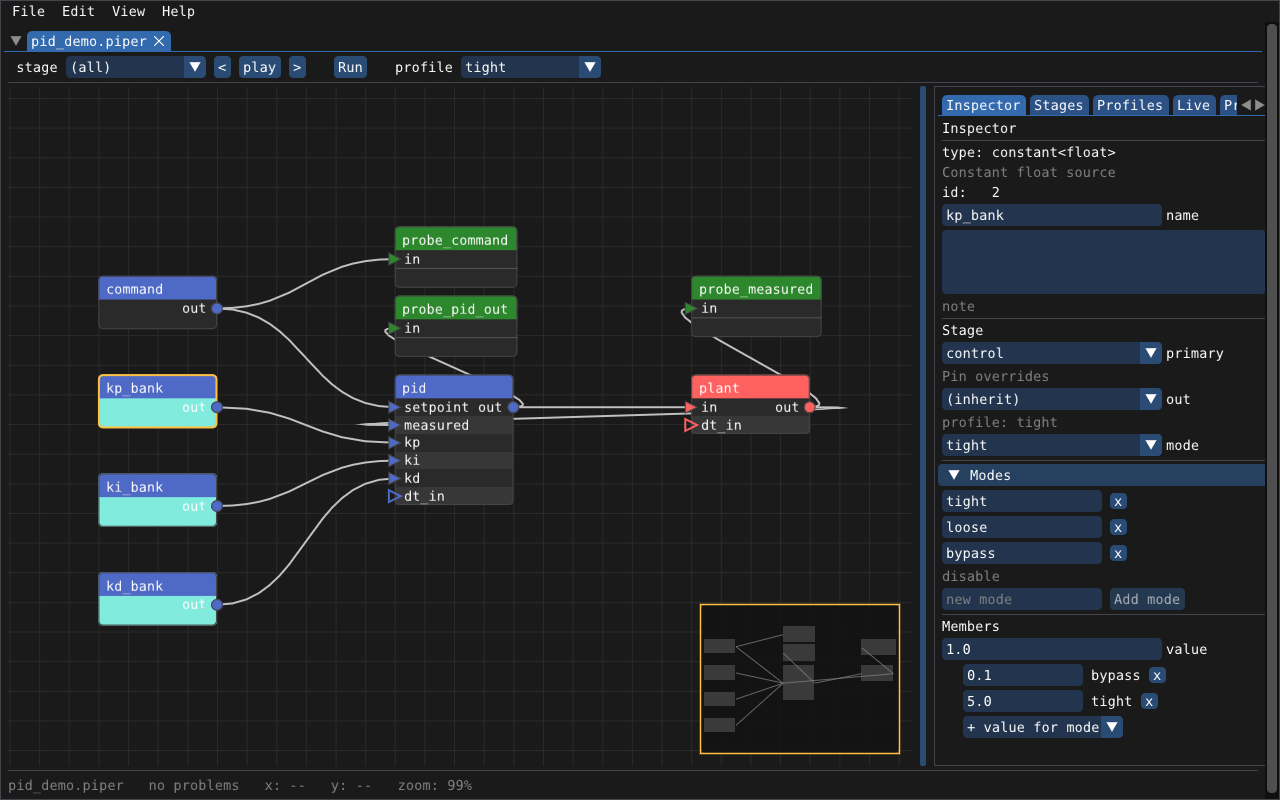 File Edit View Help
pid_demo.piper
stage (all) < play > Run profile tight
Inspector Stages Profiles Live
Inspector
type: constant<float>
Constant float source
id: 2
kp_bank name
note
Stage
control primary
Pin overrides
(inherit) out
profile: tight
tight mode
Modes
tight x
loose x
bypass x
disable
new mode Add mode
Members
1.0 value
0.1 bypass x
5.0 tight x
+ value for mode
probe_command
in
command
out
probe_pid_out
in
probe_measured
in
kp_bank
out
pid
setpoint out
measured
kp
ki
kd
dt_in
plant
in out
dt_in
ki_bank
out
kd_bank
out
pid_demo.piper no problems x: -- y: -- zoom: 99%